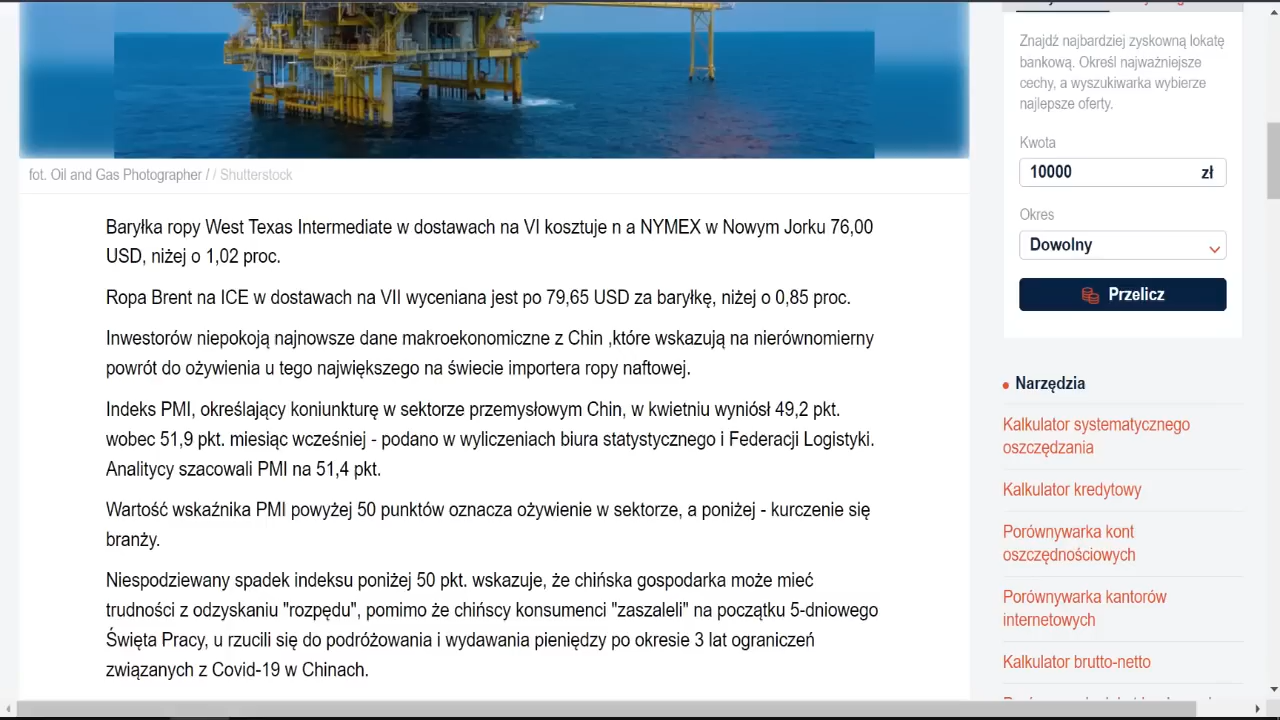 fot. Oil and Gas Photographer / / Shutterstock
Baryłka ropy West Texas Intermediate w dostawach na VI kosztuje n a NYMEX w Nowym Jorku 76,00
USD, niżej o 1,02 proc.
Ropa Brent na ICE w dostawach na VII wyceniana jest po 79,65 USD za baryłkę, niżej o 0,85 proc.
Inwestorów niepokoją najnowsze dane makroekonomiczne z Chin ,które wskazują na nierównomierny
powrót do ożywienia u tego największego na świecie importera ropy naftowej.
Indeks PMI, określający koniunkturę w sektorze przemysłowym Chin, w kwietniu wyniósł 49,2 pkt.
wobec 51,9 pkt. miesiąc wcześniej - podano w wyliczeniach biura statystycznego i Federacji Logistyki.
Analitycy szacowali PMI na 51,4 pkt.
Wartość wskaźnika PMI powyżej 50 punktów oznacza ożywienie w sektorze, a poniżej - kurczenie się
branży.
Niespodziewany spadek indeksu poniżej 50 pkt. wskazuje, że chińska gospodarka może mieć
trudności z odzyskaniu "rozpędu", pomimo że chińscy konsumenci "zaszaleli" na początku 5-dniowego
Święta Pracy, u rzucili się do podróżowania i wydawania pieniędzy po okresie 3 lat ograniczeń
związanych z Covid-19 w Chinach.
Znajdź najbardziej zyskowną lokatę
bankową. Określ najważniejsze
cechy, a wyszukiwarka wybierze
najlepsze oferty.
Kwota
10000 zł
Okres
Dowolny
Przelicz
Narzędzia
Kalkulator systematycznego
oszczędzania
Kalkulator kredytowy
Porównywarka kont
oszczędnościowych
Porównywarka kantorów
internetowych
Kalkulator brutto-netto